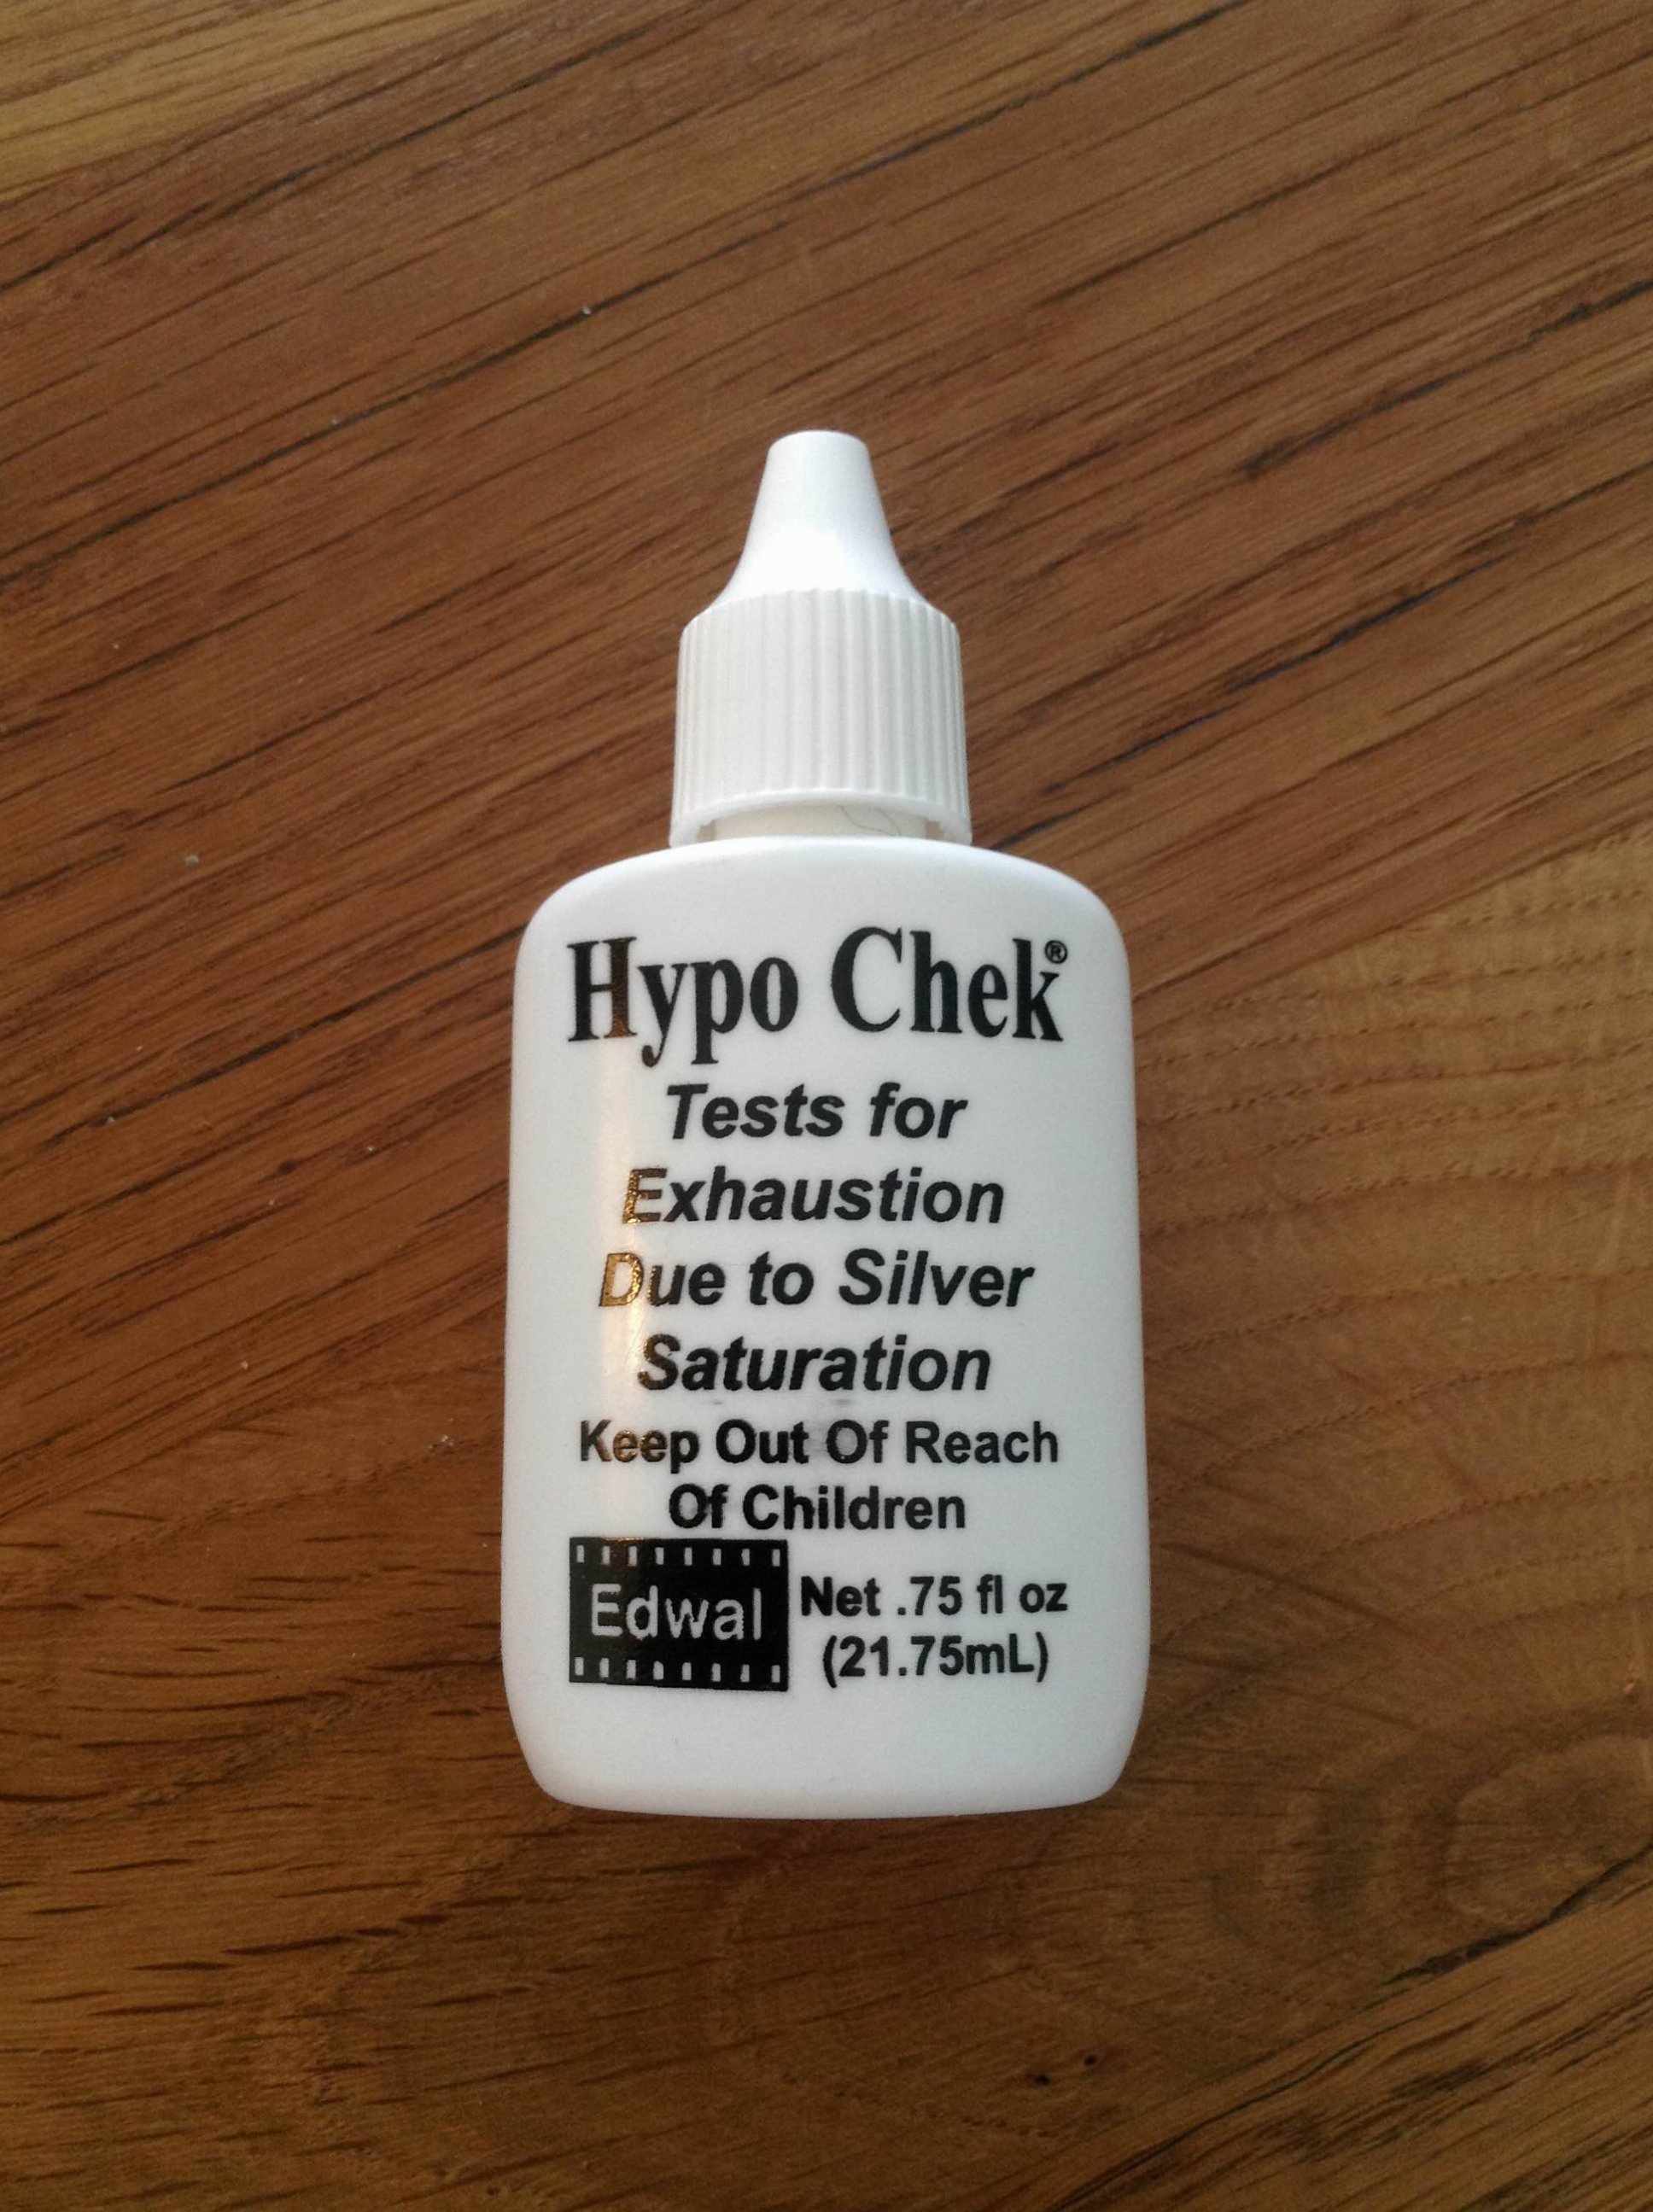 Hypo Chek®
Tests for
Exhaustion
Due to Silver
Saturation
Keep Out Of Reach
Of Children
Edwal
Net .75 fl oz
(21.75mL)